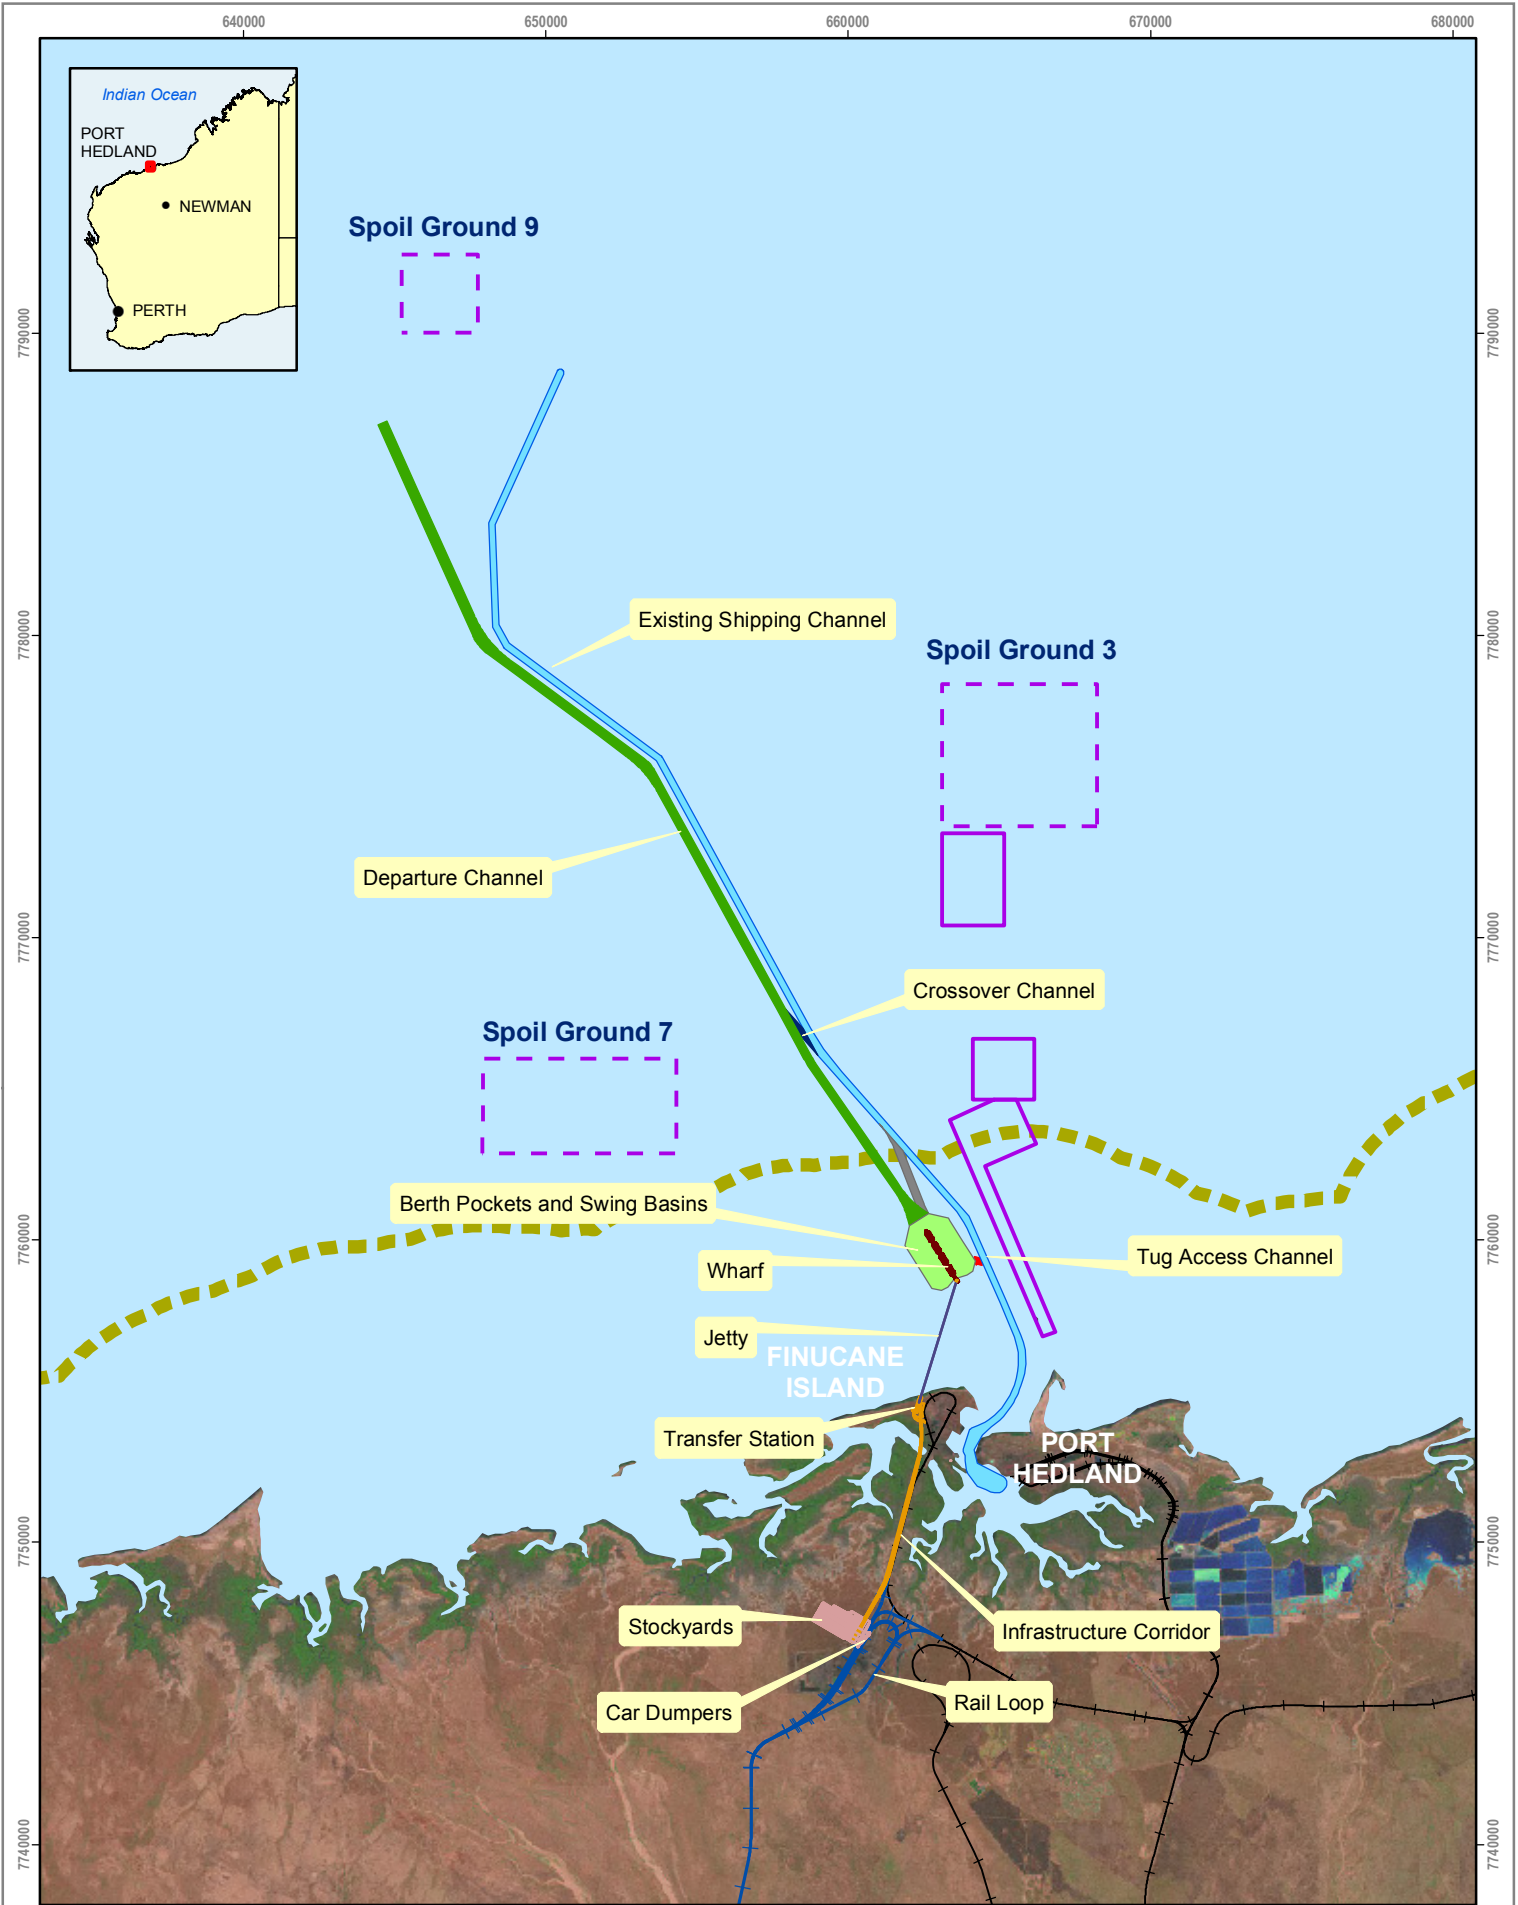 640000
650000
660000
670000
680000
Indian Ocean
PORT
HEDLAND
NEWMAN
PERTH
Spoil Ground 9
7790000
7790000
Existing Shipping Channel
7780000
7780000
Spoil Ground 3
Departure Channel
7770000
7770000
Crossover Channel
Spoil Ground 7
Berth Pockets and Swing Basins
7760000
7760000
Tug Access Channel
Wharf
Jetty
FINUCANE
ISLAND
Transfer Station
PORT
HEDLAND
7750000
7750000
Stockyards
Infrastructure Corridor
Rail Loop
Car Dumpers
7740000
7740000